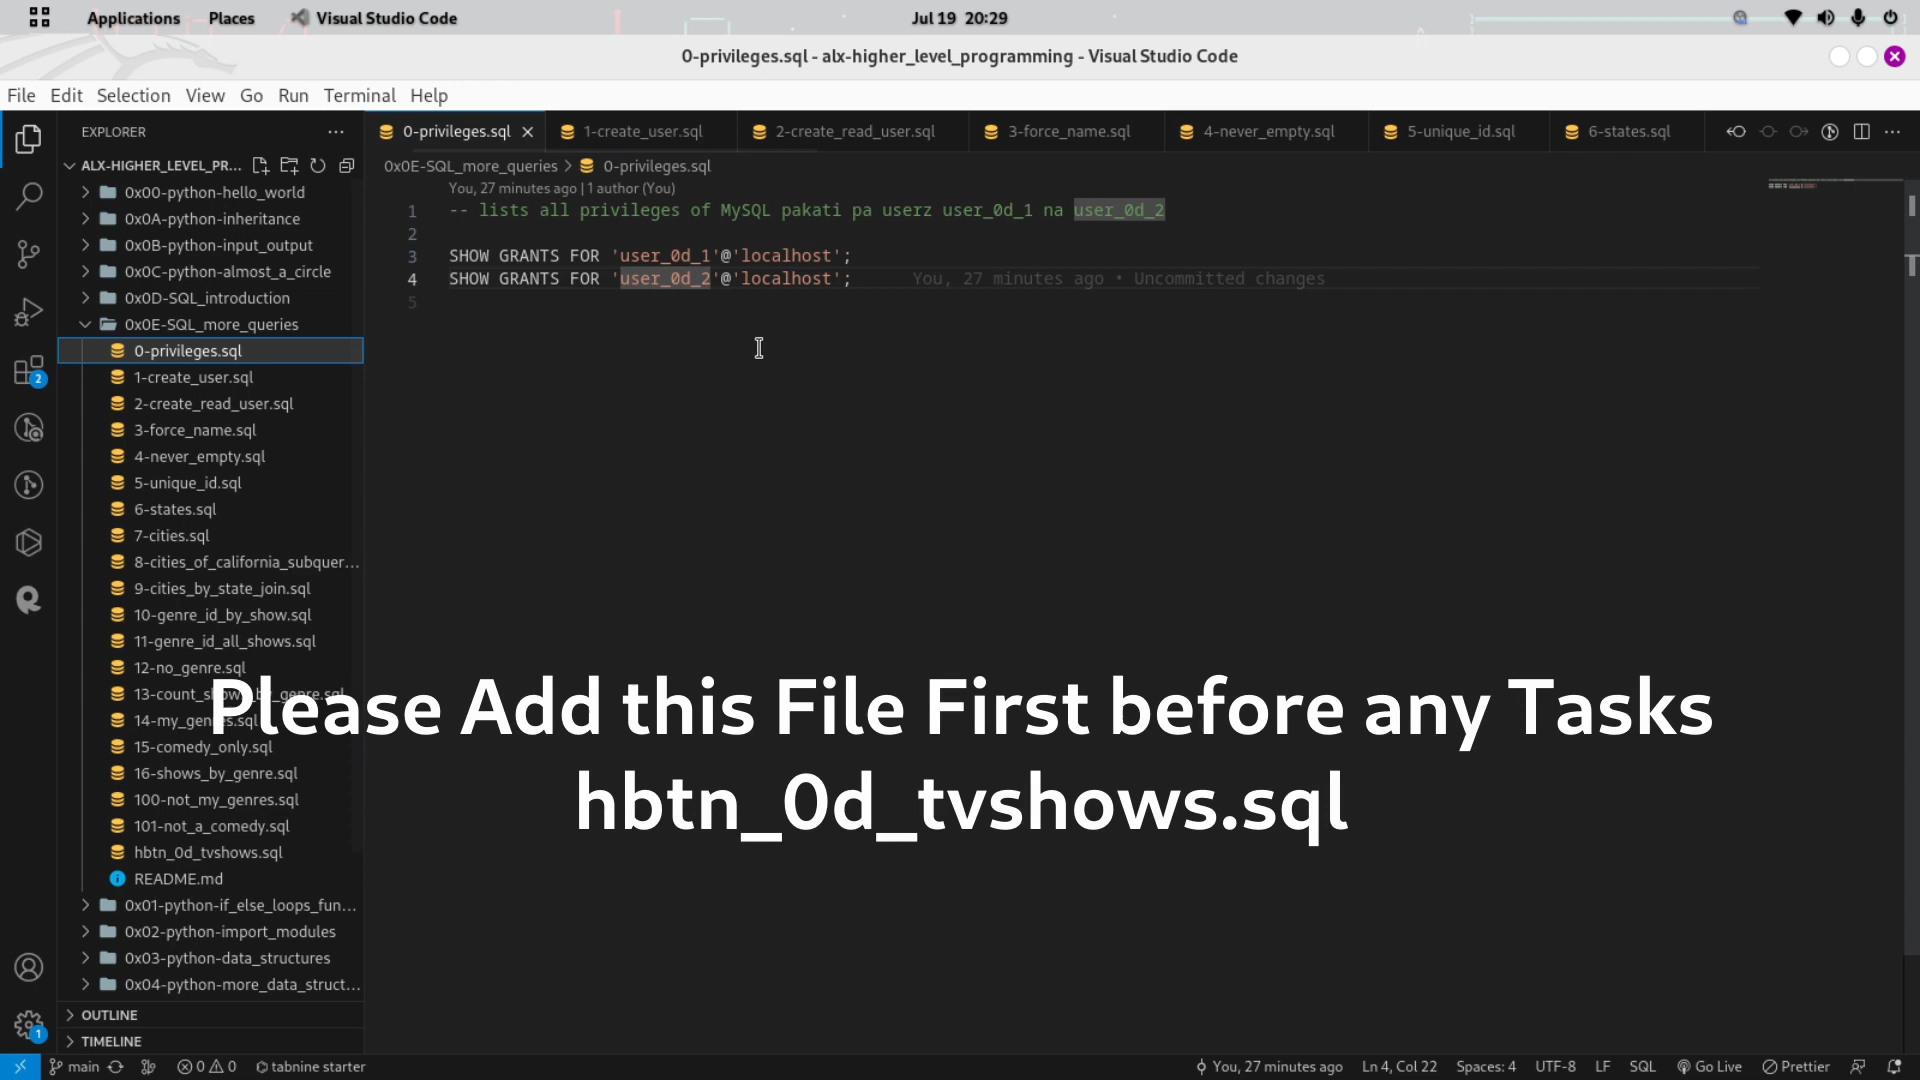 Applications Places Visual Studio Code Jul 19 20:29
0-privileges.sql - alx-higher_level_programming - Visual Studio Code
File Edit Selection View Go Run Terminal Help
EXPLORER
0-privileges.sql 1-create_user.sql 2-create_read_user.sql 3-force_name.sql 4-never_empty.sql 5-unique_id.sql 6-states.sql
ALX-HIGHER_LEVEL_PR...
0x0E-SQL_more_queries > 0-privileges.sql
You, 27 minutes ago | 1 author (You)
1 -- lists all privileges of MySQL pakati pa userz user_0d_1 na user_0d_2
2
3 SHOW GRANTS FOR 'user_0d_1'@'localhost';
4 SHOW GRANTS FOR 'user_0d_2'@'localhost'; You, 27 minutes ago • Uncommitted changes
5
0x00-python-hello_world
0x0A-python-inheritance
0x0B-python-input_output
0x0C-python-almost_a_circle
0x0D-SQL_introduction
0x0E-SQL_more_queries
0-privileges.sql
1-create_user.sql
2-create_read_user.sql
3-force_name.sql
4-never_empty.sql
5-unique_id.sql
6-states.sql
7-cities.sql
8-cities_of_california_subquer...
9-cities_by_state_join.sql
10-genre_id_by_show.sql
11-genre_id_all_shows.sql
12-no_genre.sql
13-count_shows_by_genre.sql
14-my_genres.sql
15-comedy_only.sql
16-shows_by_genre.sql
100-not_my_genres.sql
101-not_a_comedy.sql
hbtn_0d_tvshows.sql
README.md
0x01-python-if_else_loops_fun...
0x02-python-import_modules
0x03-python-data_structures
0x04-python-more_data_struct...
OUTLINE
TIMELINE
Please Add this File First before any Tasks
hbtn_0d_tvshows.sql
2
1
main 0 0 tabnine starter You, 27 minutes ago Ln 4, Col 22 Spaces: 4 UTF-8 LF SQL Go Live Prettier